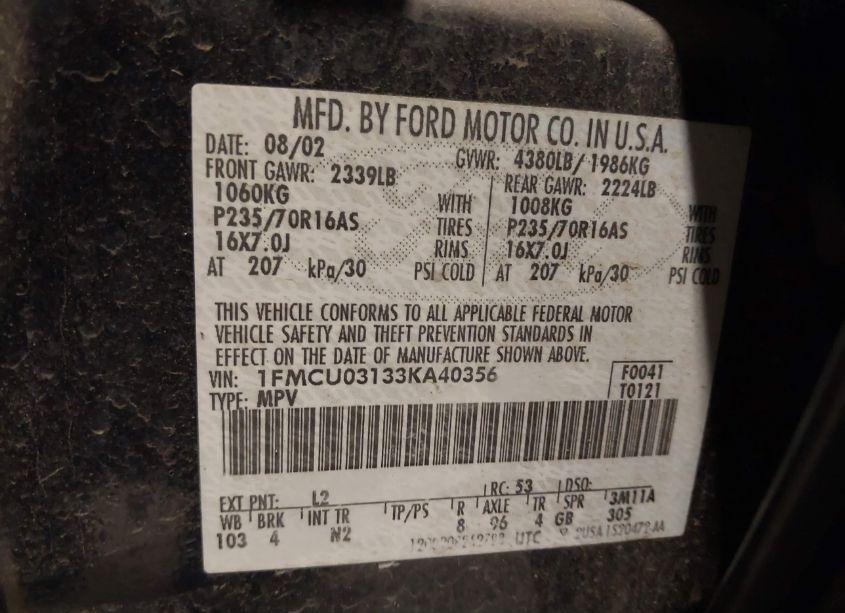 MFD. BY FORD MOTOR CO. IN U.S.A.
DATE: 08/02 GVWR: 4380LB/ 1986KG
FRONT GAWR: 2339LB REAR GAWR: 2224LB
1060KG WITH 1008KG WITH
P235/70R16AS TIRES P235/70R16AS TIRES
16X7.0J RIMS 16X7.0J RIMS
AT 207 kPa/30 PSI COLD AT 207 kPa/30 PSI COLD
THIS VEHICLE CONFORMS TO ALL APPLICABLE FEDERAL MOTOR
VEHICLE SAFETY AND THEFT PREVENTION STANDARDS IN
EFFECT ON THE DATE OF MANUFACTURE SHOWN ABOVE.
VIN: 1FMCU03133KA40356 F0041
TYPE: MPV T0121
EXT PNT: L2 RC: 53 DSO:
WB BRK INT TR TP/PS R AXLE TR SPR 3M11A
103 4 N2 8 96 4 GB 305
UTC